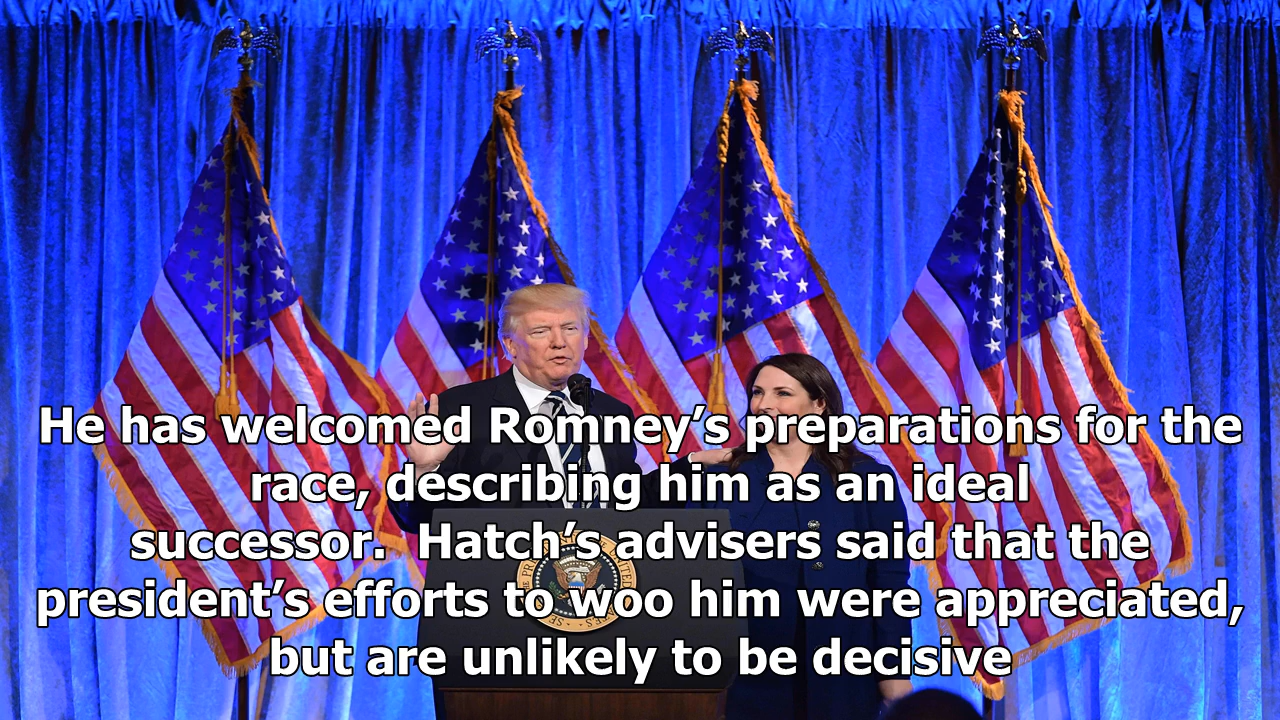 He has welcomed Romney’s preparations for the
race, describing him as an ideal
successor.  Hatch’s advisers said that the
president’s efforts to woo him were appreciated,
but are unlikely to be decisive